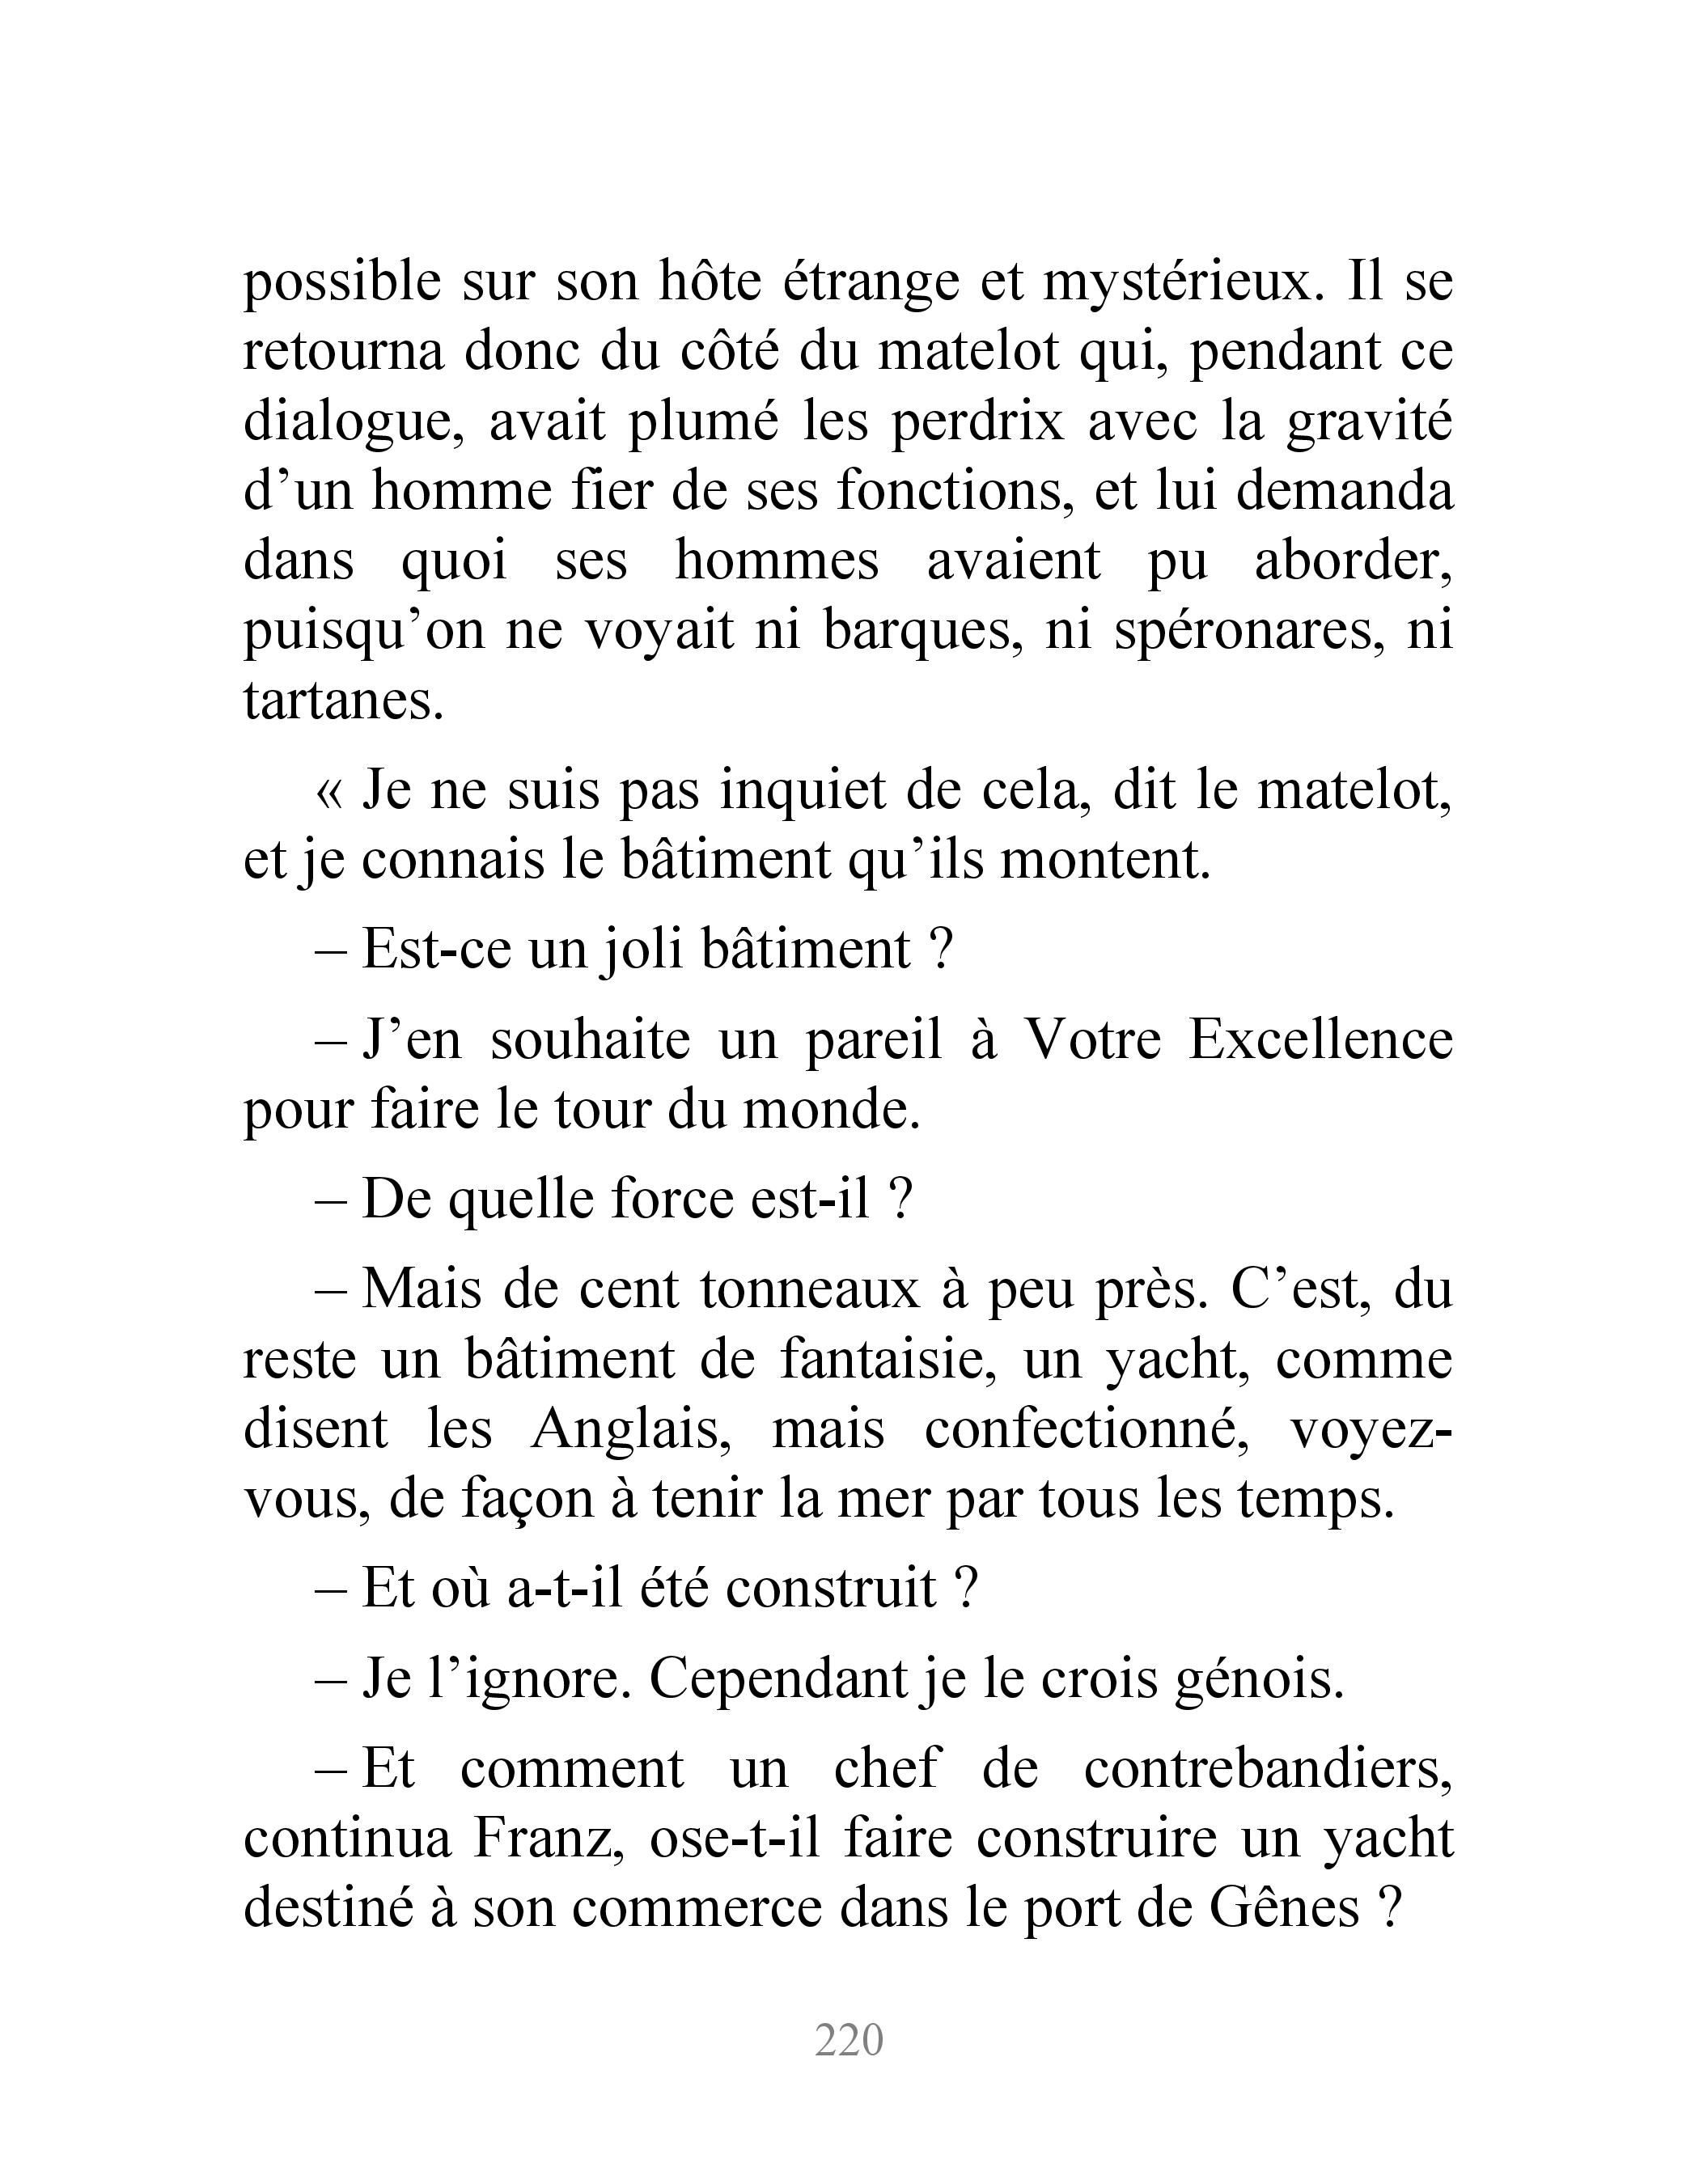 possible sur son hôte étrange et mystérieux. Il se
retourna donc du côté du matelot qui, pendant ce
dialogue, avait plumé les perdrix avec la gravité
d’un homme fier de ses fonctions, et lui demanda
dans quoi ses hommes avaient pu aborder,
puisqu’on ne voyait ni barques, ni spéronares, ni
tartanes.
« Je ne suis pas inquiet de cela, dit le matelot,
et je connais le bâtiment qu’ils montent.
– Est-ce un joli bâtiment ?
– J’en souhaite un pareil à Votre Excellence
pour faire le tour du monde.
– De quelle force est-il ?
– Mais de cent tonneaux à peu près. C’est, du
reste un bâtiment de fantaisie, un yacht, comme
disent les Anglais, mais confectionné, voyez-
vous, de façon à tenir la mer par tous les temps.
– Et où a-t-il été construit ?
– Je l’ignore. Cependant je le crois génois.
– Et comment un chef de contrebandiers,
continua Franz, ose-t-il faire construire un yacht
destiné à son commerce dans le port de Gênes ?
220